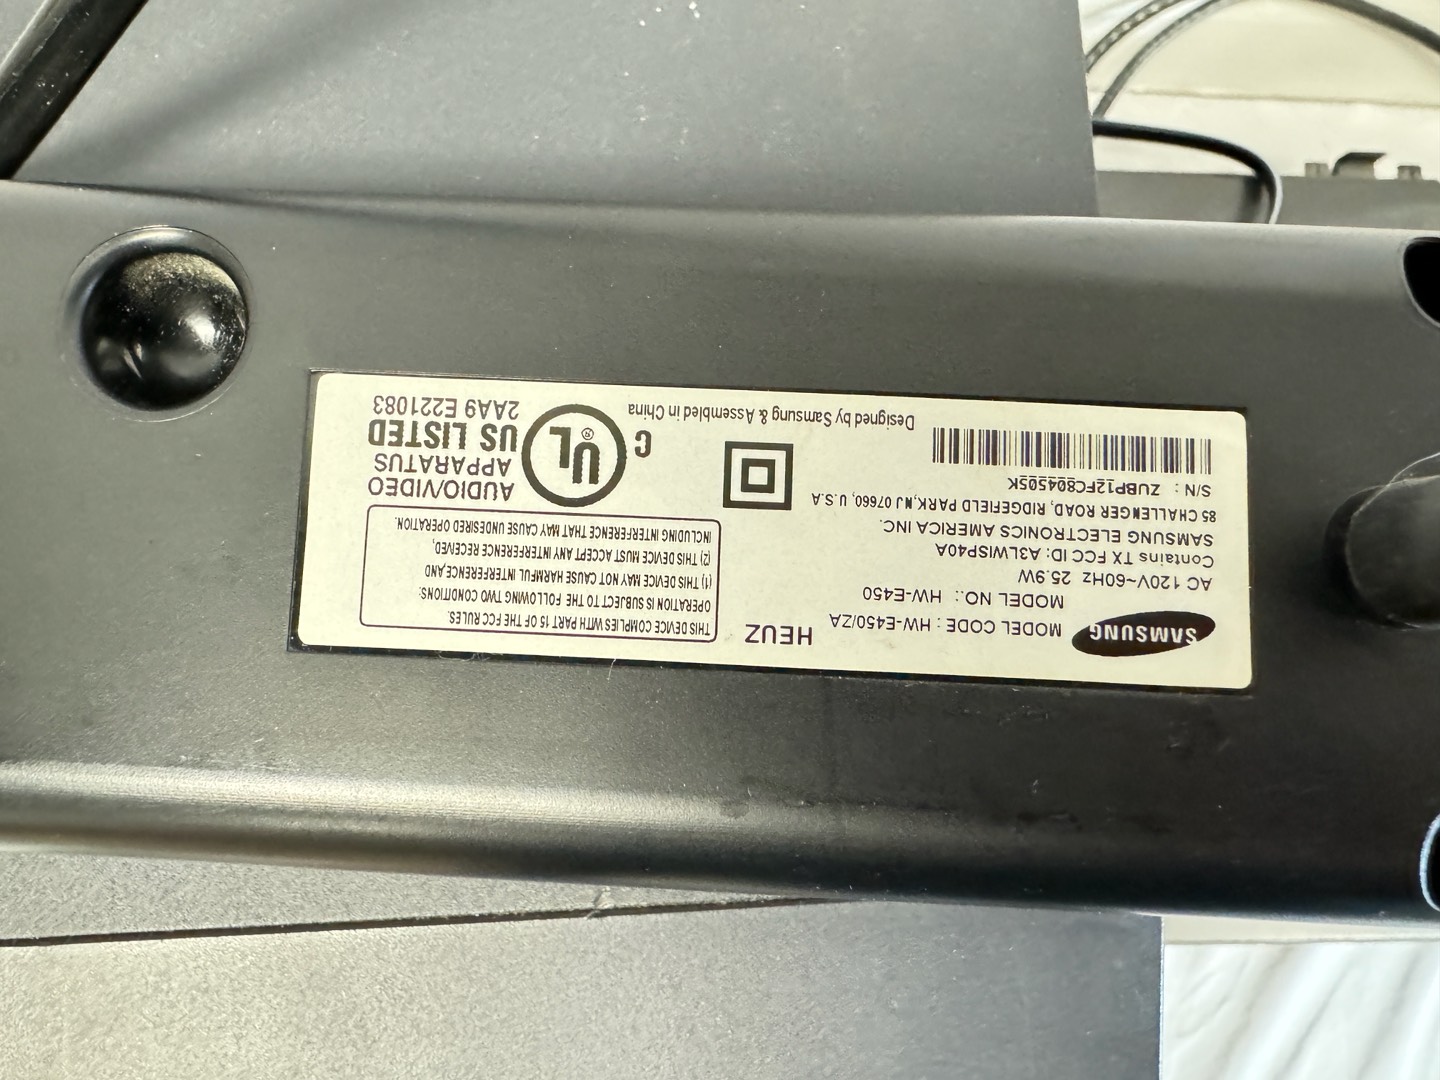 SAMSUNG
MODEL CODE : HW-E450/ZA
MODEL NO.: HW-E450
HEUZ
AC 120V~60Hz 25.9W
Contains TX FCC ID: A3LWISP40A
SAMSUNG ELECTRONICS AMERICA INC.
85 CHALLENGER ROAD, RIDGEFIELD PARK, NJ 07660, U.S.A
S/N : ZUBP12FC804505K
Designed by Samsung & Assembled in China
THIS DEVICE COMPLIES WITH PART 15 OF THE FCC RULES.
OPERATION IS SUBJECT TO THE FOLLOWING TWO CONDITIONS:
(1) THIS DEVICE MAY NOT CAUSE HARMFUL INTERFERENCE,AND
(2) THIS DEVICE MUST ACCEPT ANY INTERFERENCE RECEIVED,
INCLUDING INTERFERENCE THAT MAY CAUSE UNDESIRED OPERATION.
C UL ®
AUDIO/VIDEO
APPARATUS
US LISTED
2AA9 E221083